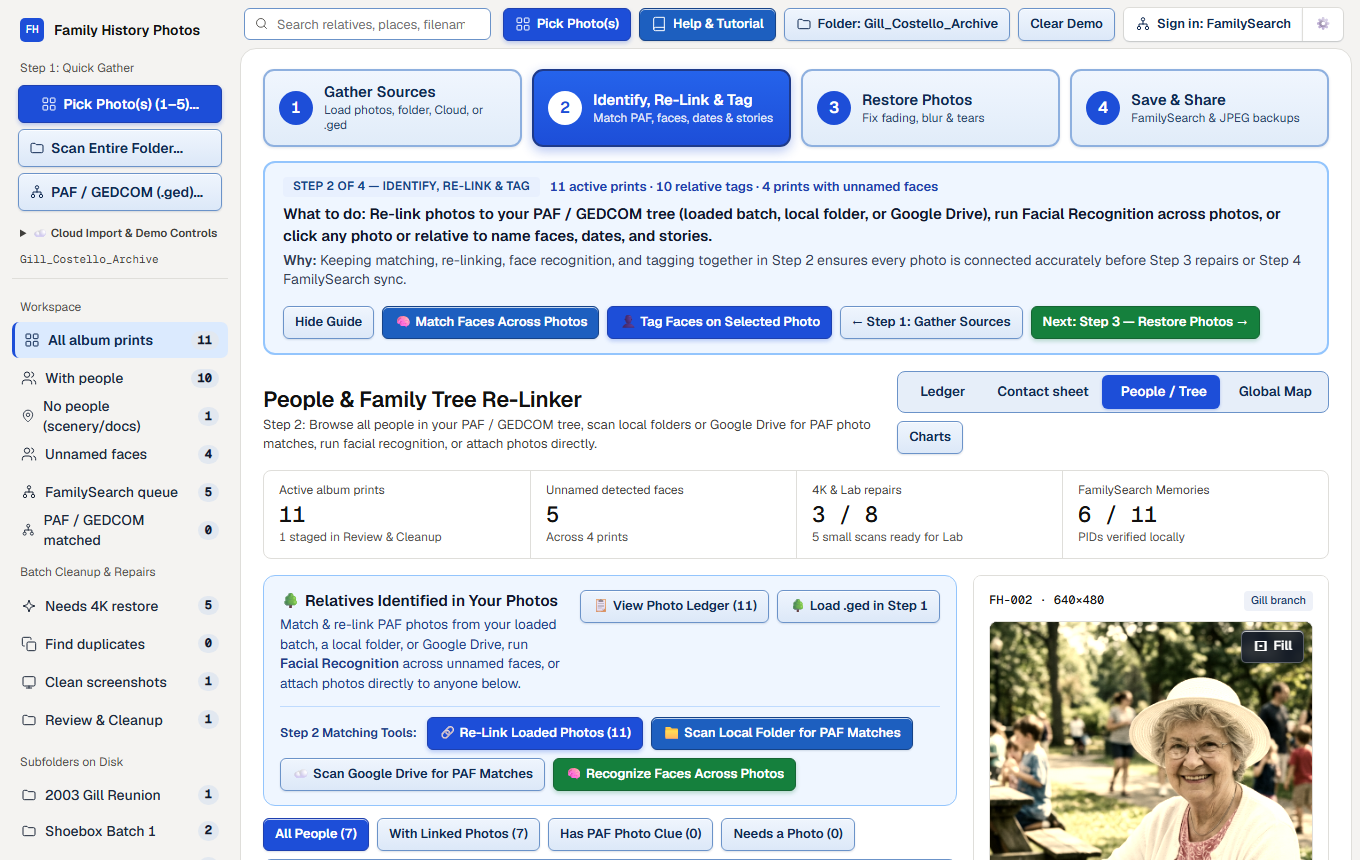 FH Family History Photos
Search relatives, places, filenam
Pick Photo(s)
Help & Tutorial
Folder: Gill_Costello_Archive
Clear Demo
Sign in: FamilySearch
Step 1: Quick Gather
Pick Photo(s) (1–5)...
Scan Entire Folder...
PAF / GEDCOM (.ged)...
Cloud Import & Demo Controls
Gill_Costello_Archive
Workspace
All album prints 11
With people 10
No people
(scenery/docs) 1
Unnamed faces 4
FamilySearch queue 5
PAF / GEDCOM
matched 0
Batch Cleanup & Repairs
Needs 4K restore 5
Find duplicates 0
Clean screenshots 1
Review & Cleanup 1
Subfolders on Disk
2003 Gill Reunion 1
Shoebox Batch 1 2
1 Gather Sources
Load photos, folder, Cloud, or
.ged
2 Identify, Re-Link & Tag
Match PAF, faces, dates & stories
3 Restore Photos
Fix fading, blur & tears
4 Save & Share
FamilySearch & JPEG backups
STEP 2 OF 4 — IDENTIFY, RE-LINK & TAG 11 active prints · 10 relative tags · 4 prints with unnamed faces
What to do: Re-link photos to your PAF / GEDCOM tree (loaded batch, local folder, or Google Drive), run Facial Recognition across photos, or
click any photo or relative to name faces, dates, and stories.
Why: Keeping matching, re-linking, face recognition, and tagging together in Step 2 ensures every photo is connected accurately before Step 3 repairs or Step 4
FamilySearch sync.
Hide Guide
Match Faces Across Photos
Tag Faces on Selected Photo
← Step 1: Gather Sources
Next: Step 3 — Restore Photos →
People & Family Tree Re-Linker
Step 2: Browse all people in your PAF / GEDCOM tree, scan local folders or Google Drive for PAF photo
matches, run facial recognition, or attach photos directly.
Ledger
Contact sheet
People / Tree
Global Map
Charts
Active album prints
11
1 staged in Review & Cleanup
Unnamed detected faces
5
Across 4 prints
4K & Lab repairs
3 / 8
5 small scans ready for Lab
FamilySearch Memories
6 / 11
PIDs verified locally
Relatives Identified in Your Photos
Match & re-link PAF photos from your loaded
batch, a local folder, or Google Drive, run
Facial Recognition across unnamed faces, or
attach photos directly to anyone below.
View Photo Ledger (11)
Load .ged in Step 1
Step 2 Matching Tools:
Re-Link Loaded Photos (11)
Scan Local Folder for PAF Matches
Scan Google Drive for PAF Matches
Recognize Faces Across Photos
All People (7)
With Linked Photos (7)
Has PAF Photo Clue (0)
Needs a Photo (0)
FH-002 · 640×480
Gill branch
Fill